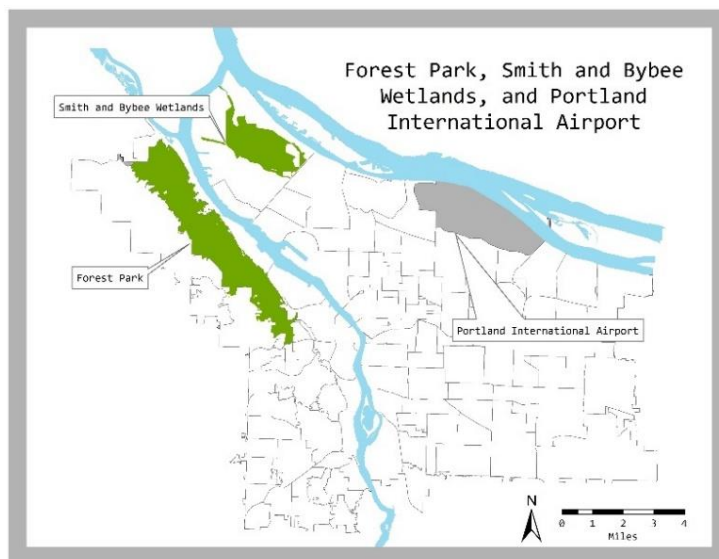 Forest Park, Smith and Bybee
Wetlands, and Portland
International Airport
Smith and Bybee Wetlands
Forest Park
Portland International Airport
N
0 1 2 3 4
Miles